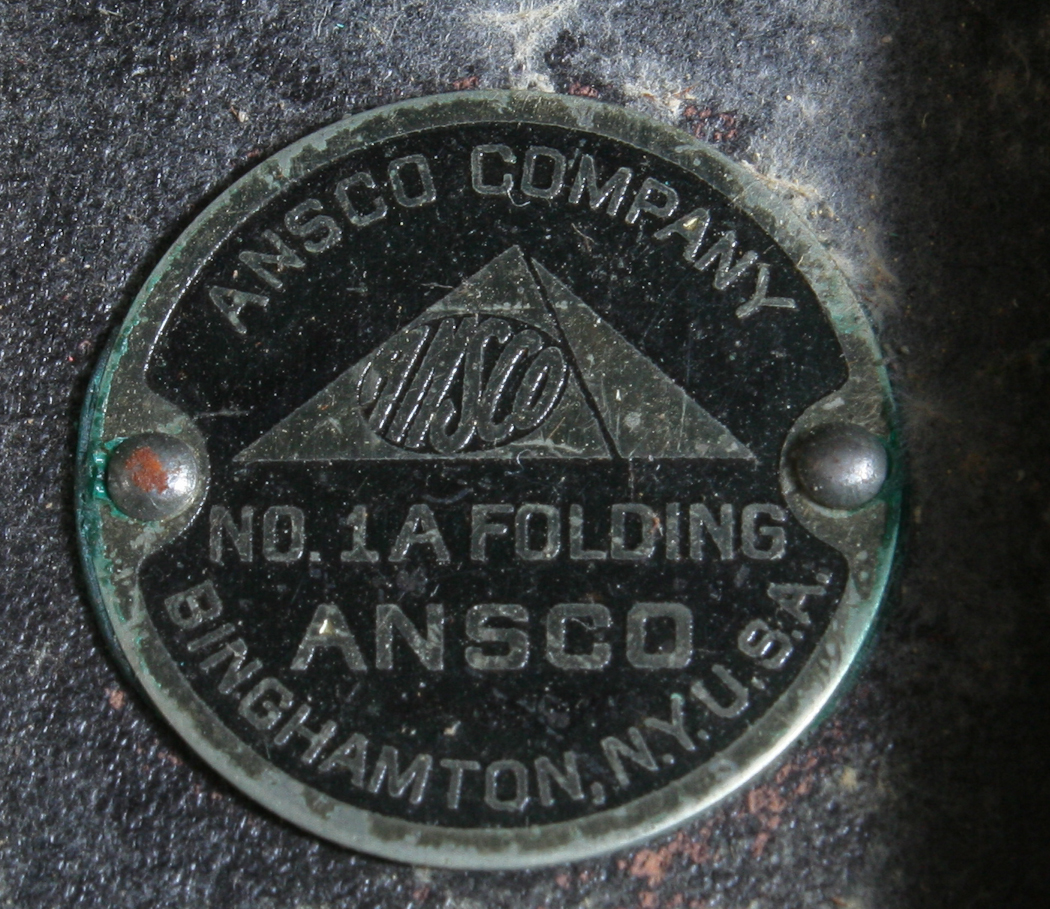 ANSCO COMPANY
ANSCO
NO. 1A FOLDING
ANSCO
BINGHAMTON, N.Y. U.S.A.